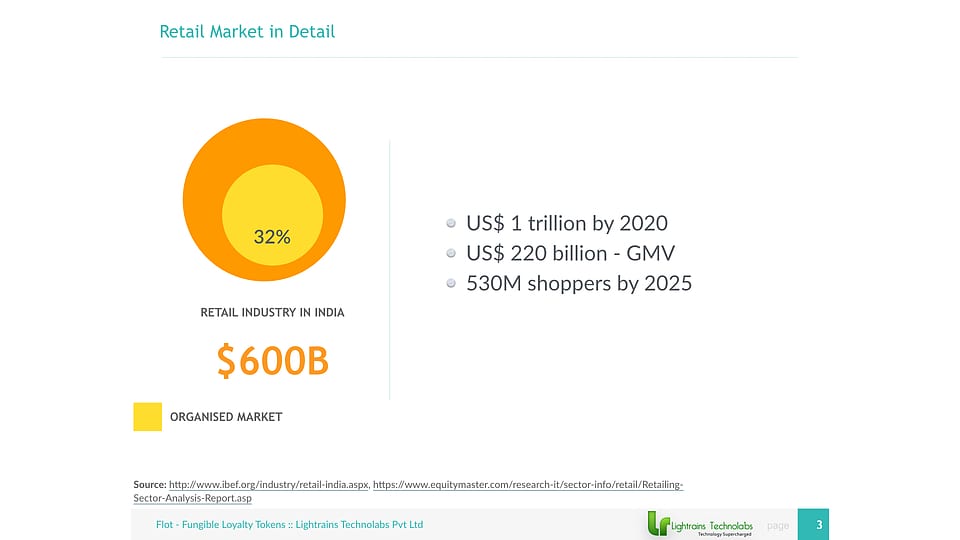 Retail Market in Detail
32%
RETAIL INDUSTRY IN INDIA
$600B
ORGANISED MARKET
US$ 1 trillion by 2020
US$ 220 billion - GMV
530M shoppers by 2025
Source: http://www.ibef.org/industry/retail-india.aspx, https://www.equitymaster.com/research-it/sector-info/retail/Retailing-
Sector-Analysis-Report.asp
Flot - Fungible Loyalty Tokens :: Lightrains Technolabs Pvt Ltd
Lightrains Technolabs
Technology Supercharged
page
3